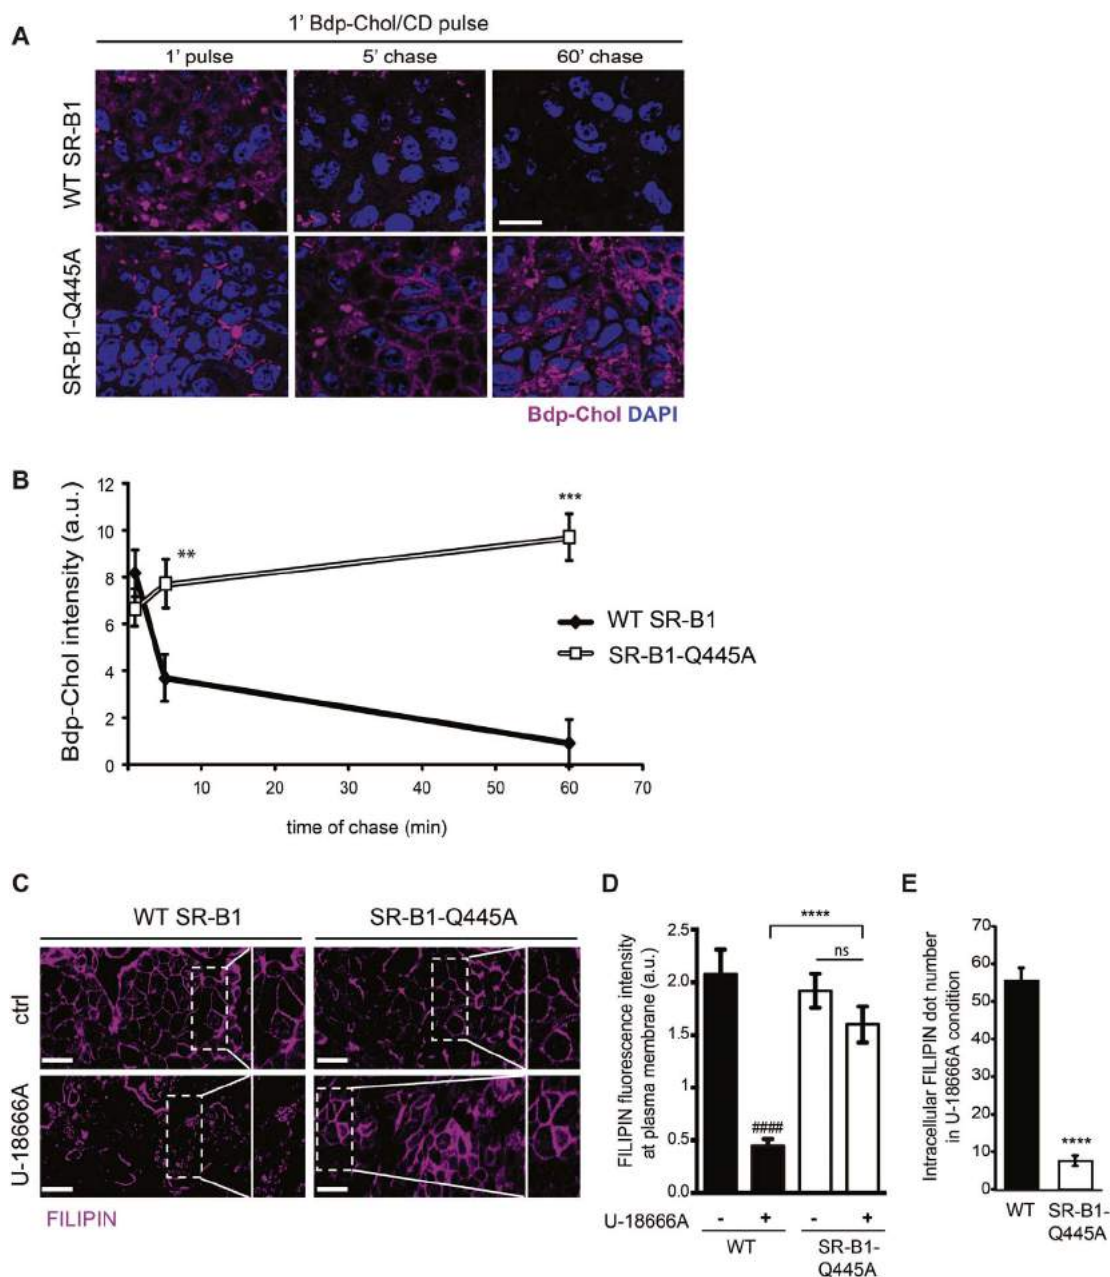 A
1' Bdp-Chol/CD pulse
1' pulse
5' chase
60' chase
WT SR-B1
SR-B1-Q445A
Bdp-Chol DAPI
B
Bdp-Chol intensity (a.u.)
12
10
8
6
4
2
0
**
***
WT SR-B1
SR-B1-Q445A
10
20
30
40
50
60
70
time of chase (min)
C
WT SR-B1
SR-B1-Q445A
ctrl
U-18666A
FILIPIN
D
FILIPIN fluorescence intensity
at plasma membrane (a.u.)
2.5
2.0
1.5
1
0.5
0.0
****
ns
####
U-18666A
-
+
-
+
WT
SR-B1-
Q445A
E
Intracellular FILIPIN dot number
in U-18666A condition
70
60
50
40
30
20
10
0
****
WT
SR-B1-
Q445A